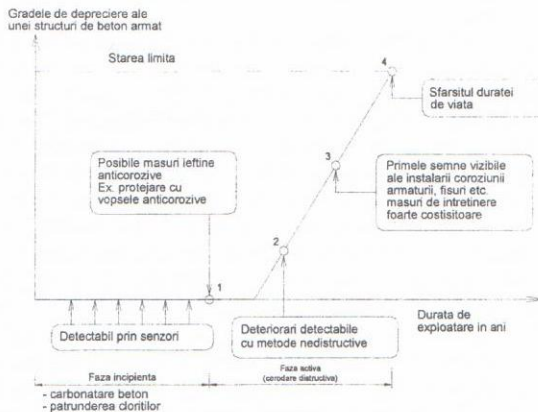 Gradele de depreciere ale
unei structuri de beton armat
Starea limita
4
Sfarsitul duratei
de viata
Posibile masuri ieftine
anticorozive
Ex. protejare cu
vopsele anticorozive
3
Primele semne vizibile
ale instalarii coroziunii
armaturii, fisuri etc.
masuri de intretinere
foarte costisitoare
2
1
Durata de
exploatare in ani
Detectabil prin senzori
Deteriorari detectabile
cu metode nedistructive
Faza incipienta
Faza activa
(corodare distructiva)
- carbonatare beton
- patrunderea cloritilor